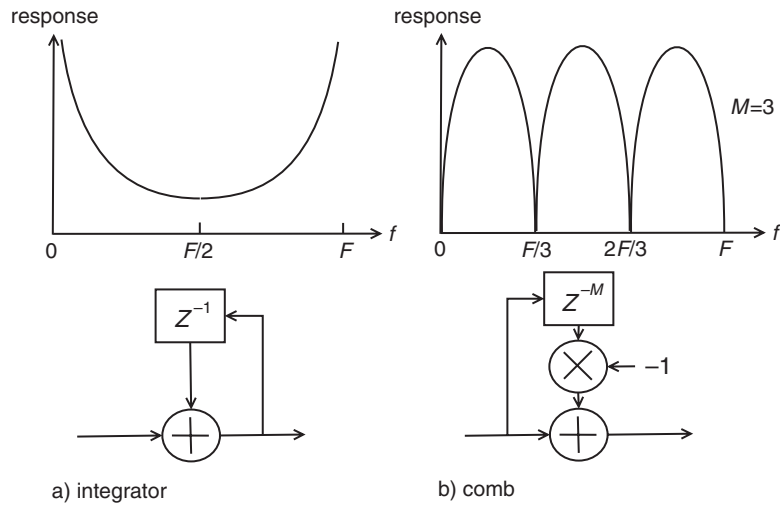 response
response
M=3
0
F/2
F
f
0
F/3
2F/3
F
f
Z⁻¹
Z⁻ᴹ
−1
a) integrator
b) comb